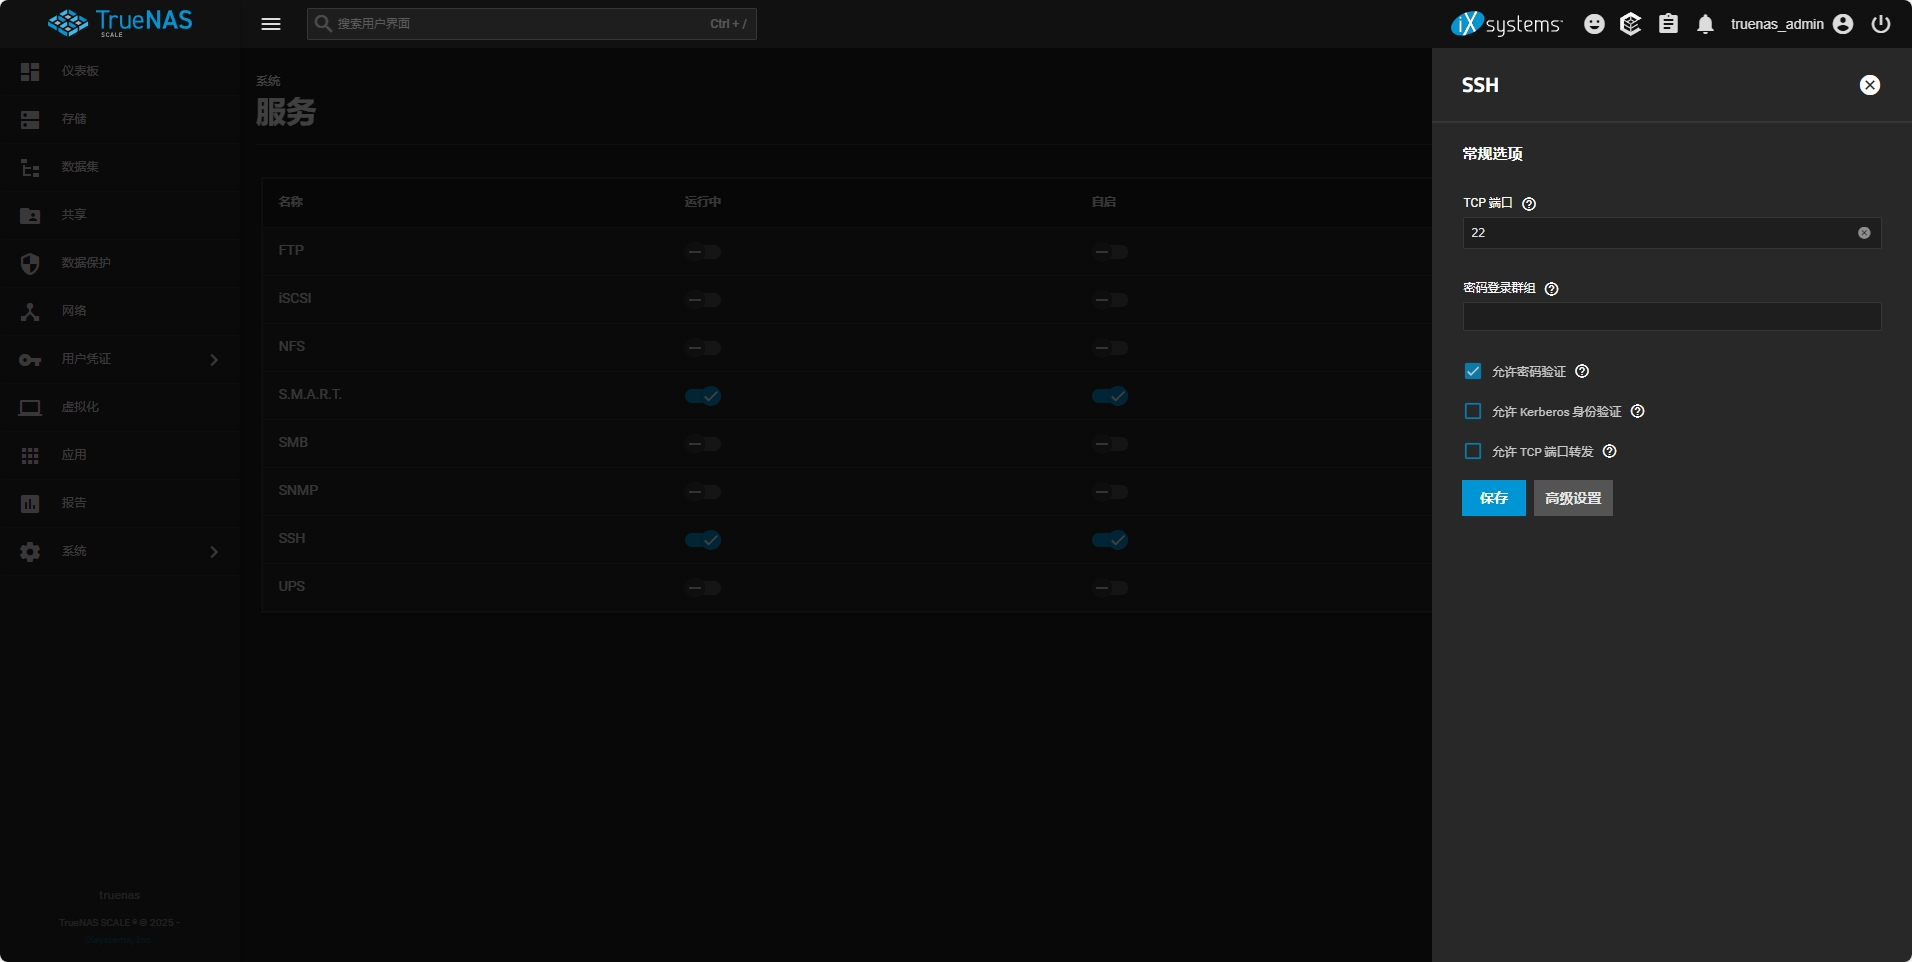 TrueNAS
SCALE
搜索用户界面
Ctrl + /
iXsystems
truenas_admin
仪表板
存储
数据集
共享
数据保护
网络
用户凭证
虚拟化
应用
报告
系统
truenas
TrueNAS SCALE ® © 2025 -
iXsystems, Inc.
系统
服务
名称 运行中 自启
FTP
iSCSI
NFS
S.M.A.R.T.
SMB
SNMP
SSH
UPS
SSH
常规选项
TCP 端口
22
密码登录群组
允许密码验证
允许 Kerberos 身份验证
允许 TCP 端口转发
保存 高级设置